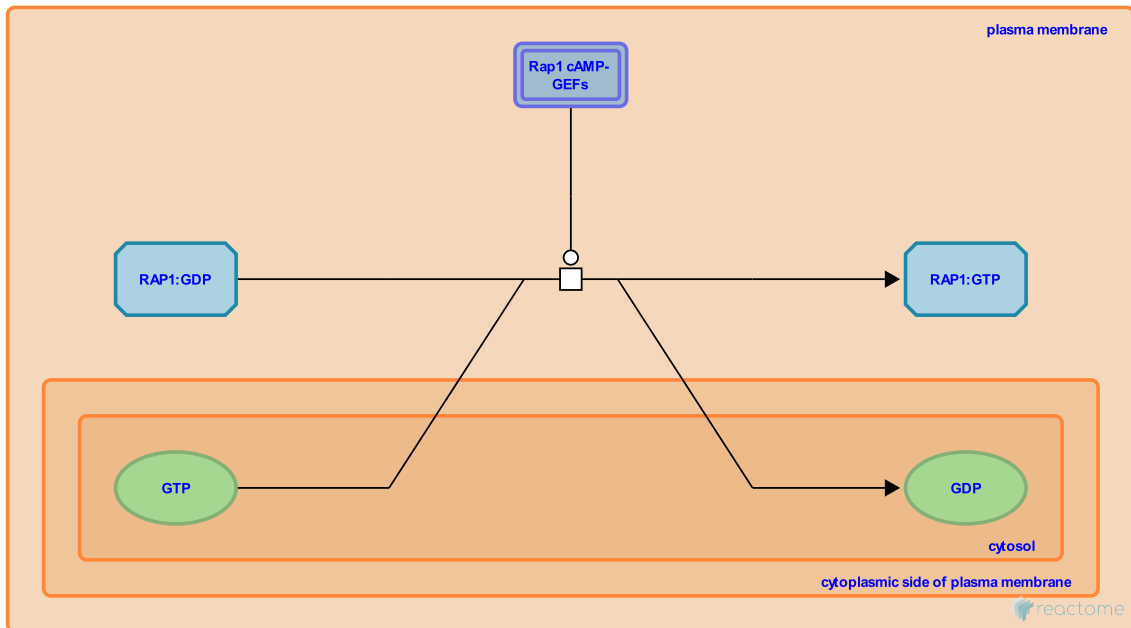 plasma membrane
Rap1 cAMP-
GEFs
RAP1:GDP
RAP1:GTP
GTP
GDP
cytosol
cytoplasmic side of plasma membrane
reactome